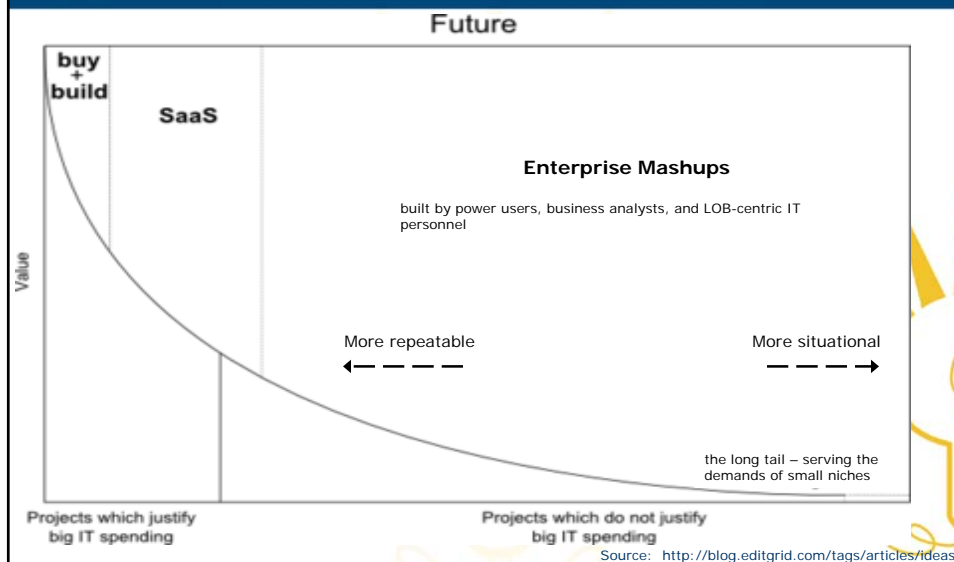 Future
buy
+
build
SaaS
Enterprise Mashups
built by power users, business analysts, and LOB-centric IT
personnel
Value
More repeatable
More situational
the long tail – serving the
demands of small niches
Projects which justify
big IT spending
Projects which do not justify
big IT spending
Source: http://blog.editgrid.com/tags/articles/ideas